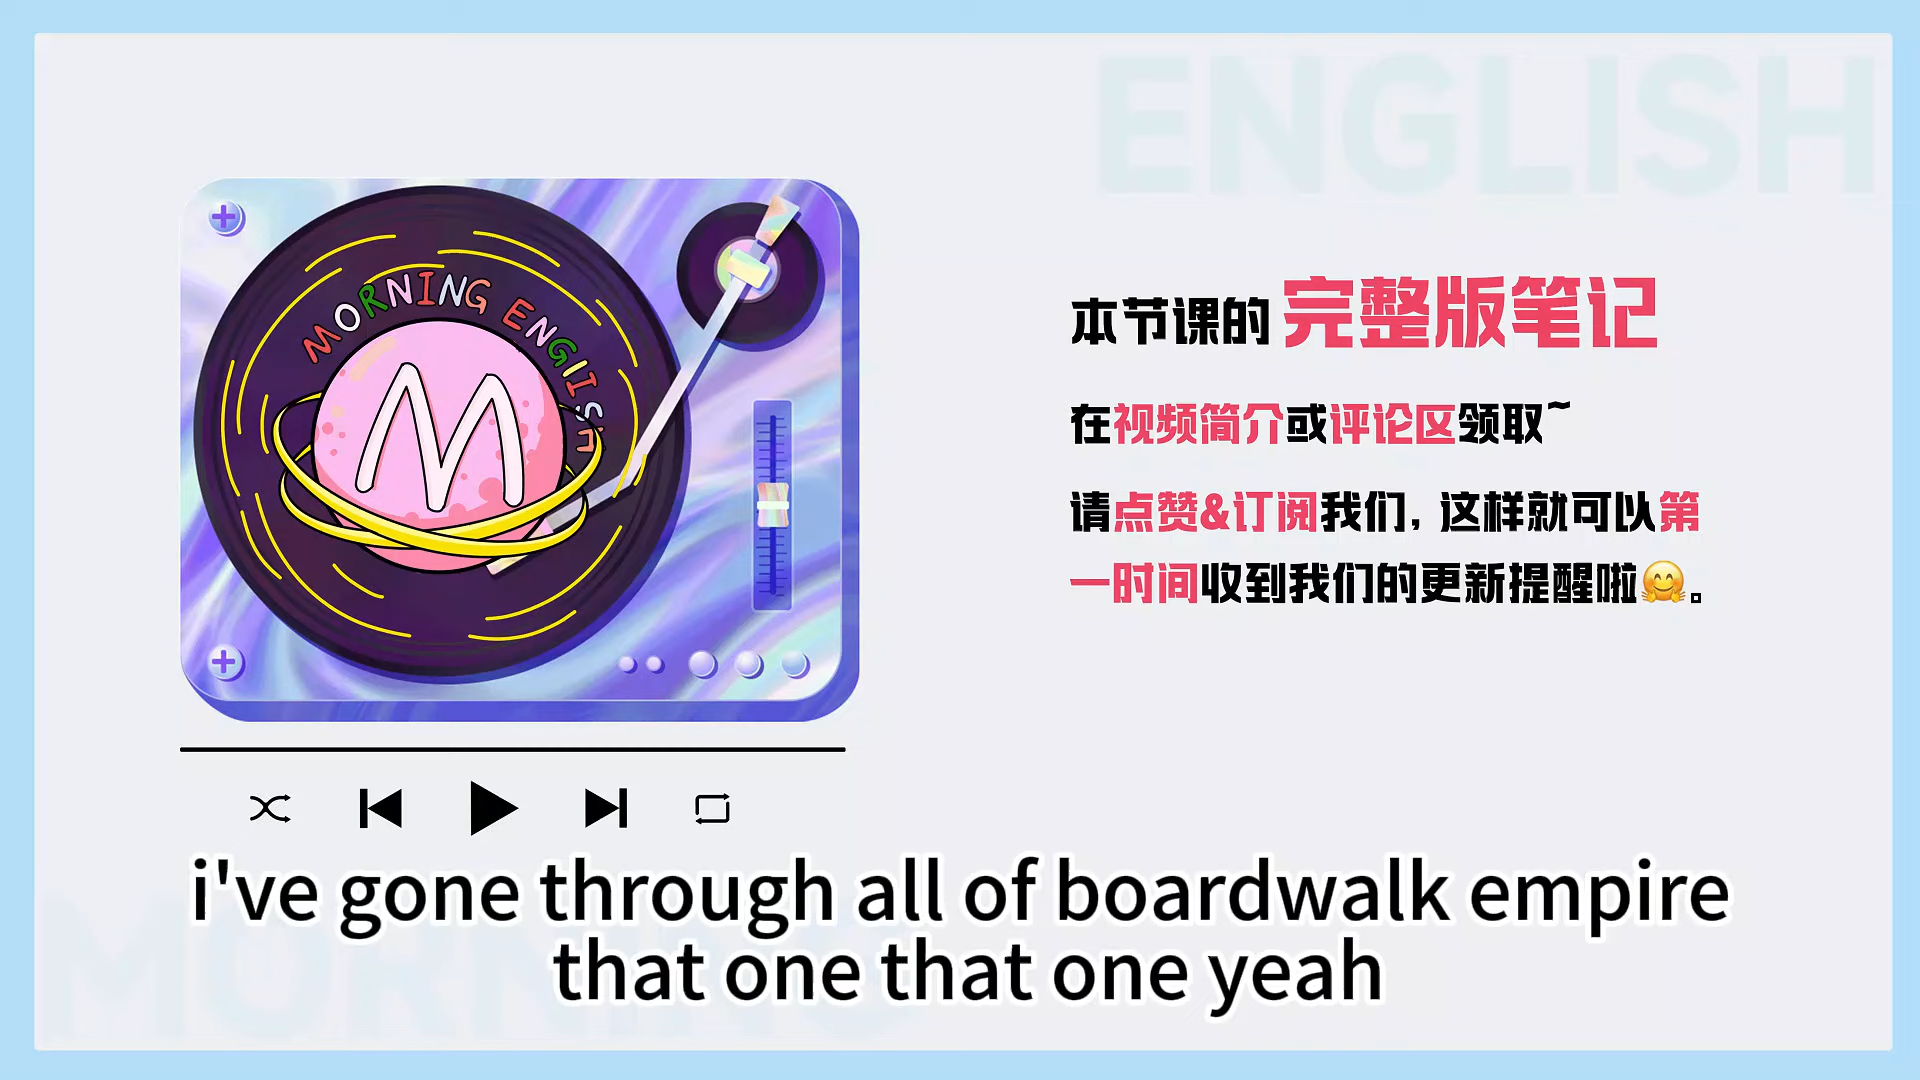 ENGLISH
MORNING ENGLISH
M
本节课的 完整版笔记
在视频简介或评论区领取~
请点赞&订阅我们，这样就可以第
一时间收到我们的更新提醒啦🤗。
MORNING
i've gone through all of boardwalk empire
that one that one yeah